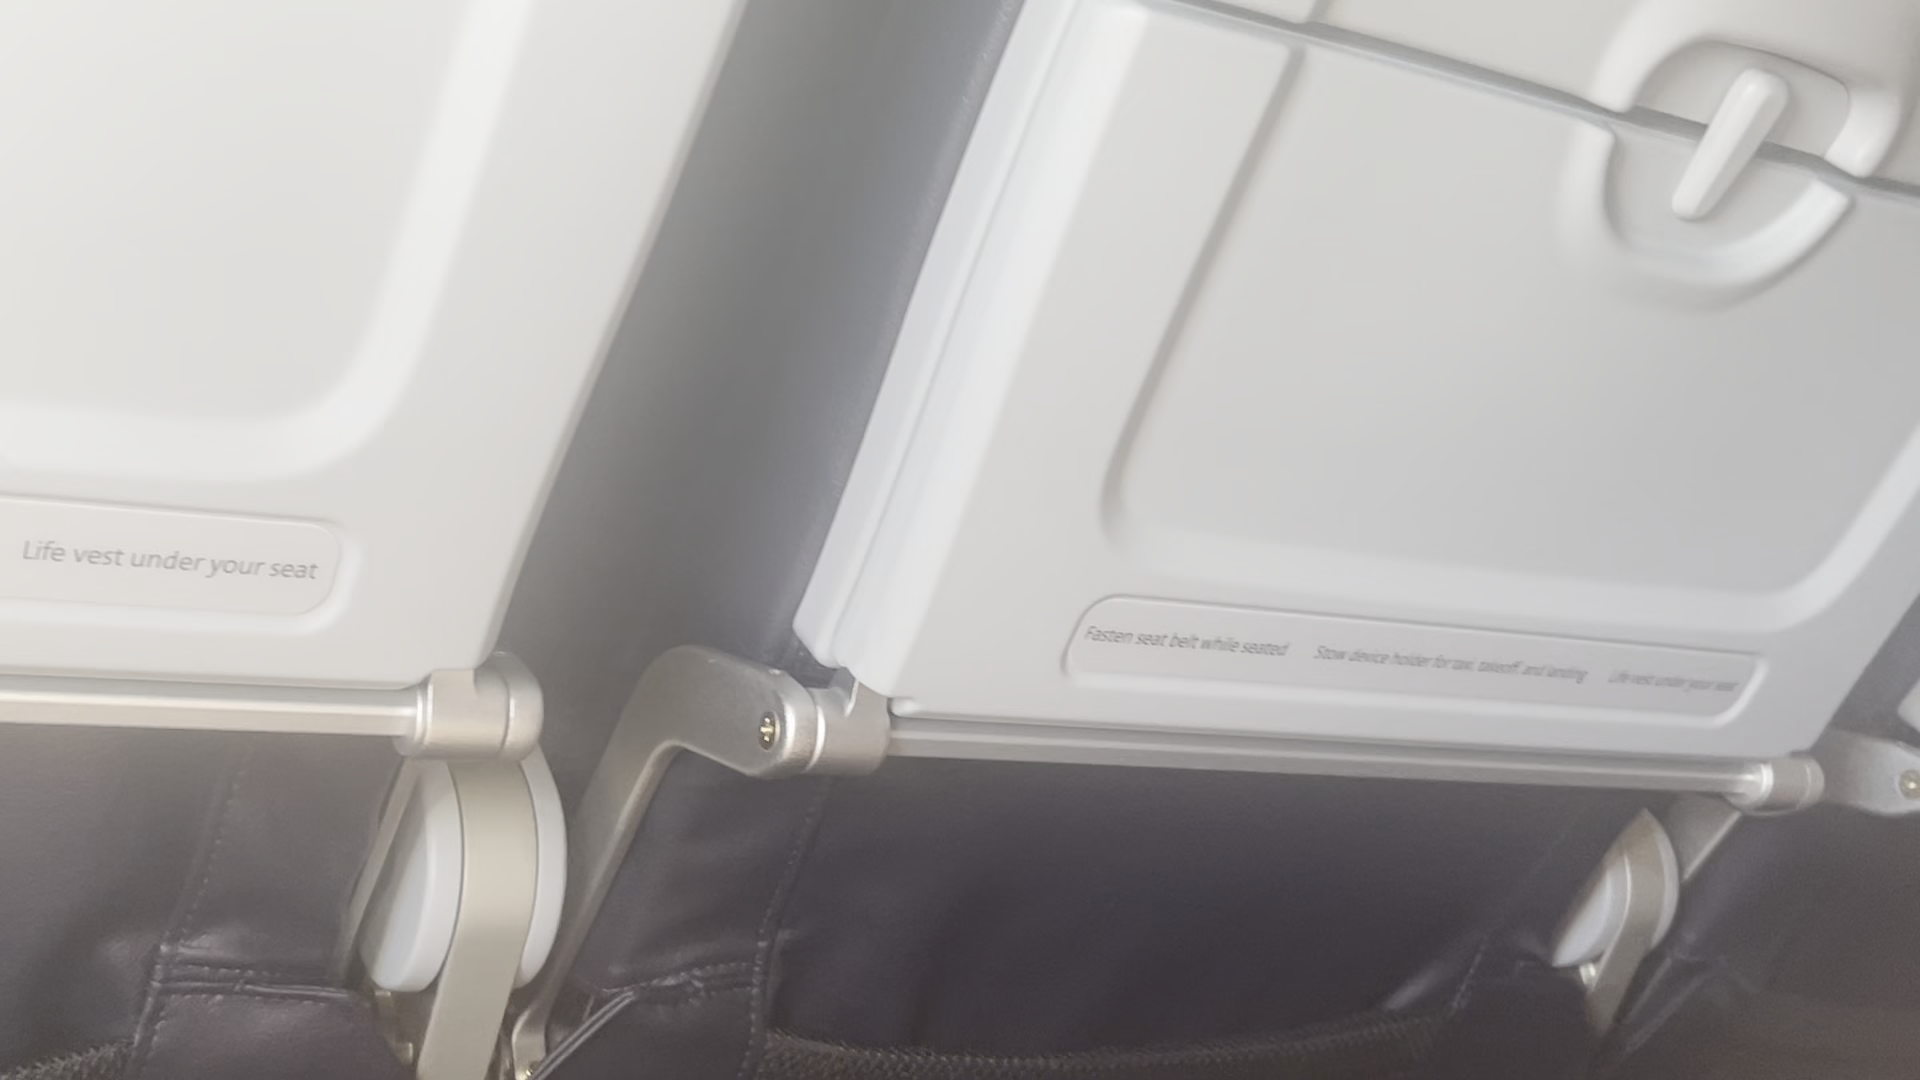 Life vest under your seat
Fasten seat belt while seated Stow device holder for taxi, takeoff and landing Life vest under your seat